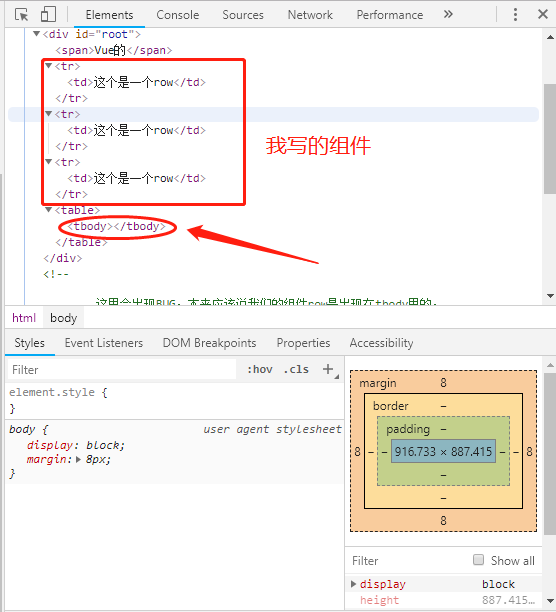 Elements Console Sources Network Performance »
▼<div id="root">
<span>Vue的</span>
▼<tr>
<td>这个是一个row</td>
</tr>
▼<tr>
<td>这个是一个row</td>
</tr>
▼<tr>
<td>这个是一个row</td>
</tr>
我写的组件
▼<table>
<tbody></tbody>
</table>
</div>
<!--
这里会出现BUG，本来应该说我们的组件row是出现在tbody里的，
html body
Styles Event Listeners DOM Breakpoints Properties Accessibility
Filter :hov .cls +
element.style {
}
body { user agent stylesheet
display: block;
margin:▶8px;
}
margin 8
border –
padding –
8 – – 916.733 × 887.415 – – 8
–
–
8
Filter Show all
▶display block
height 887.415…